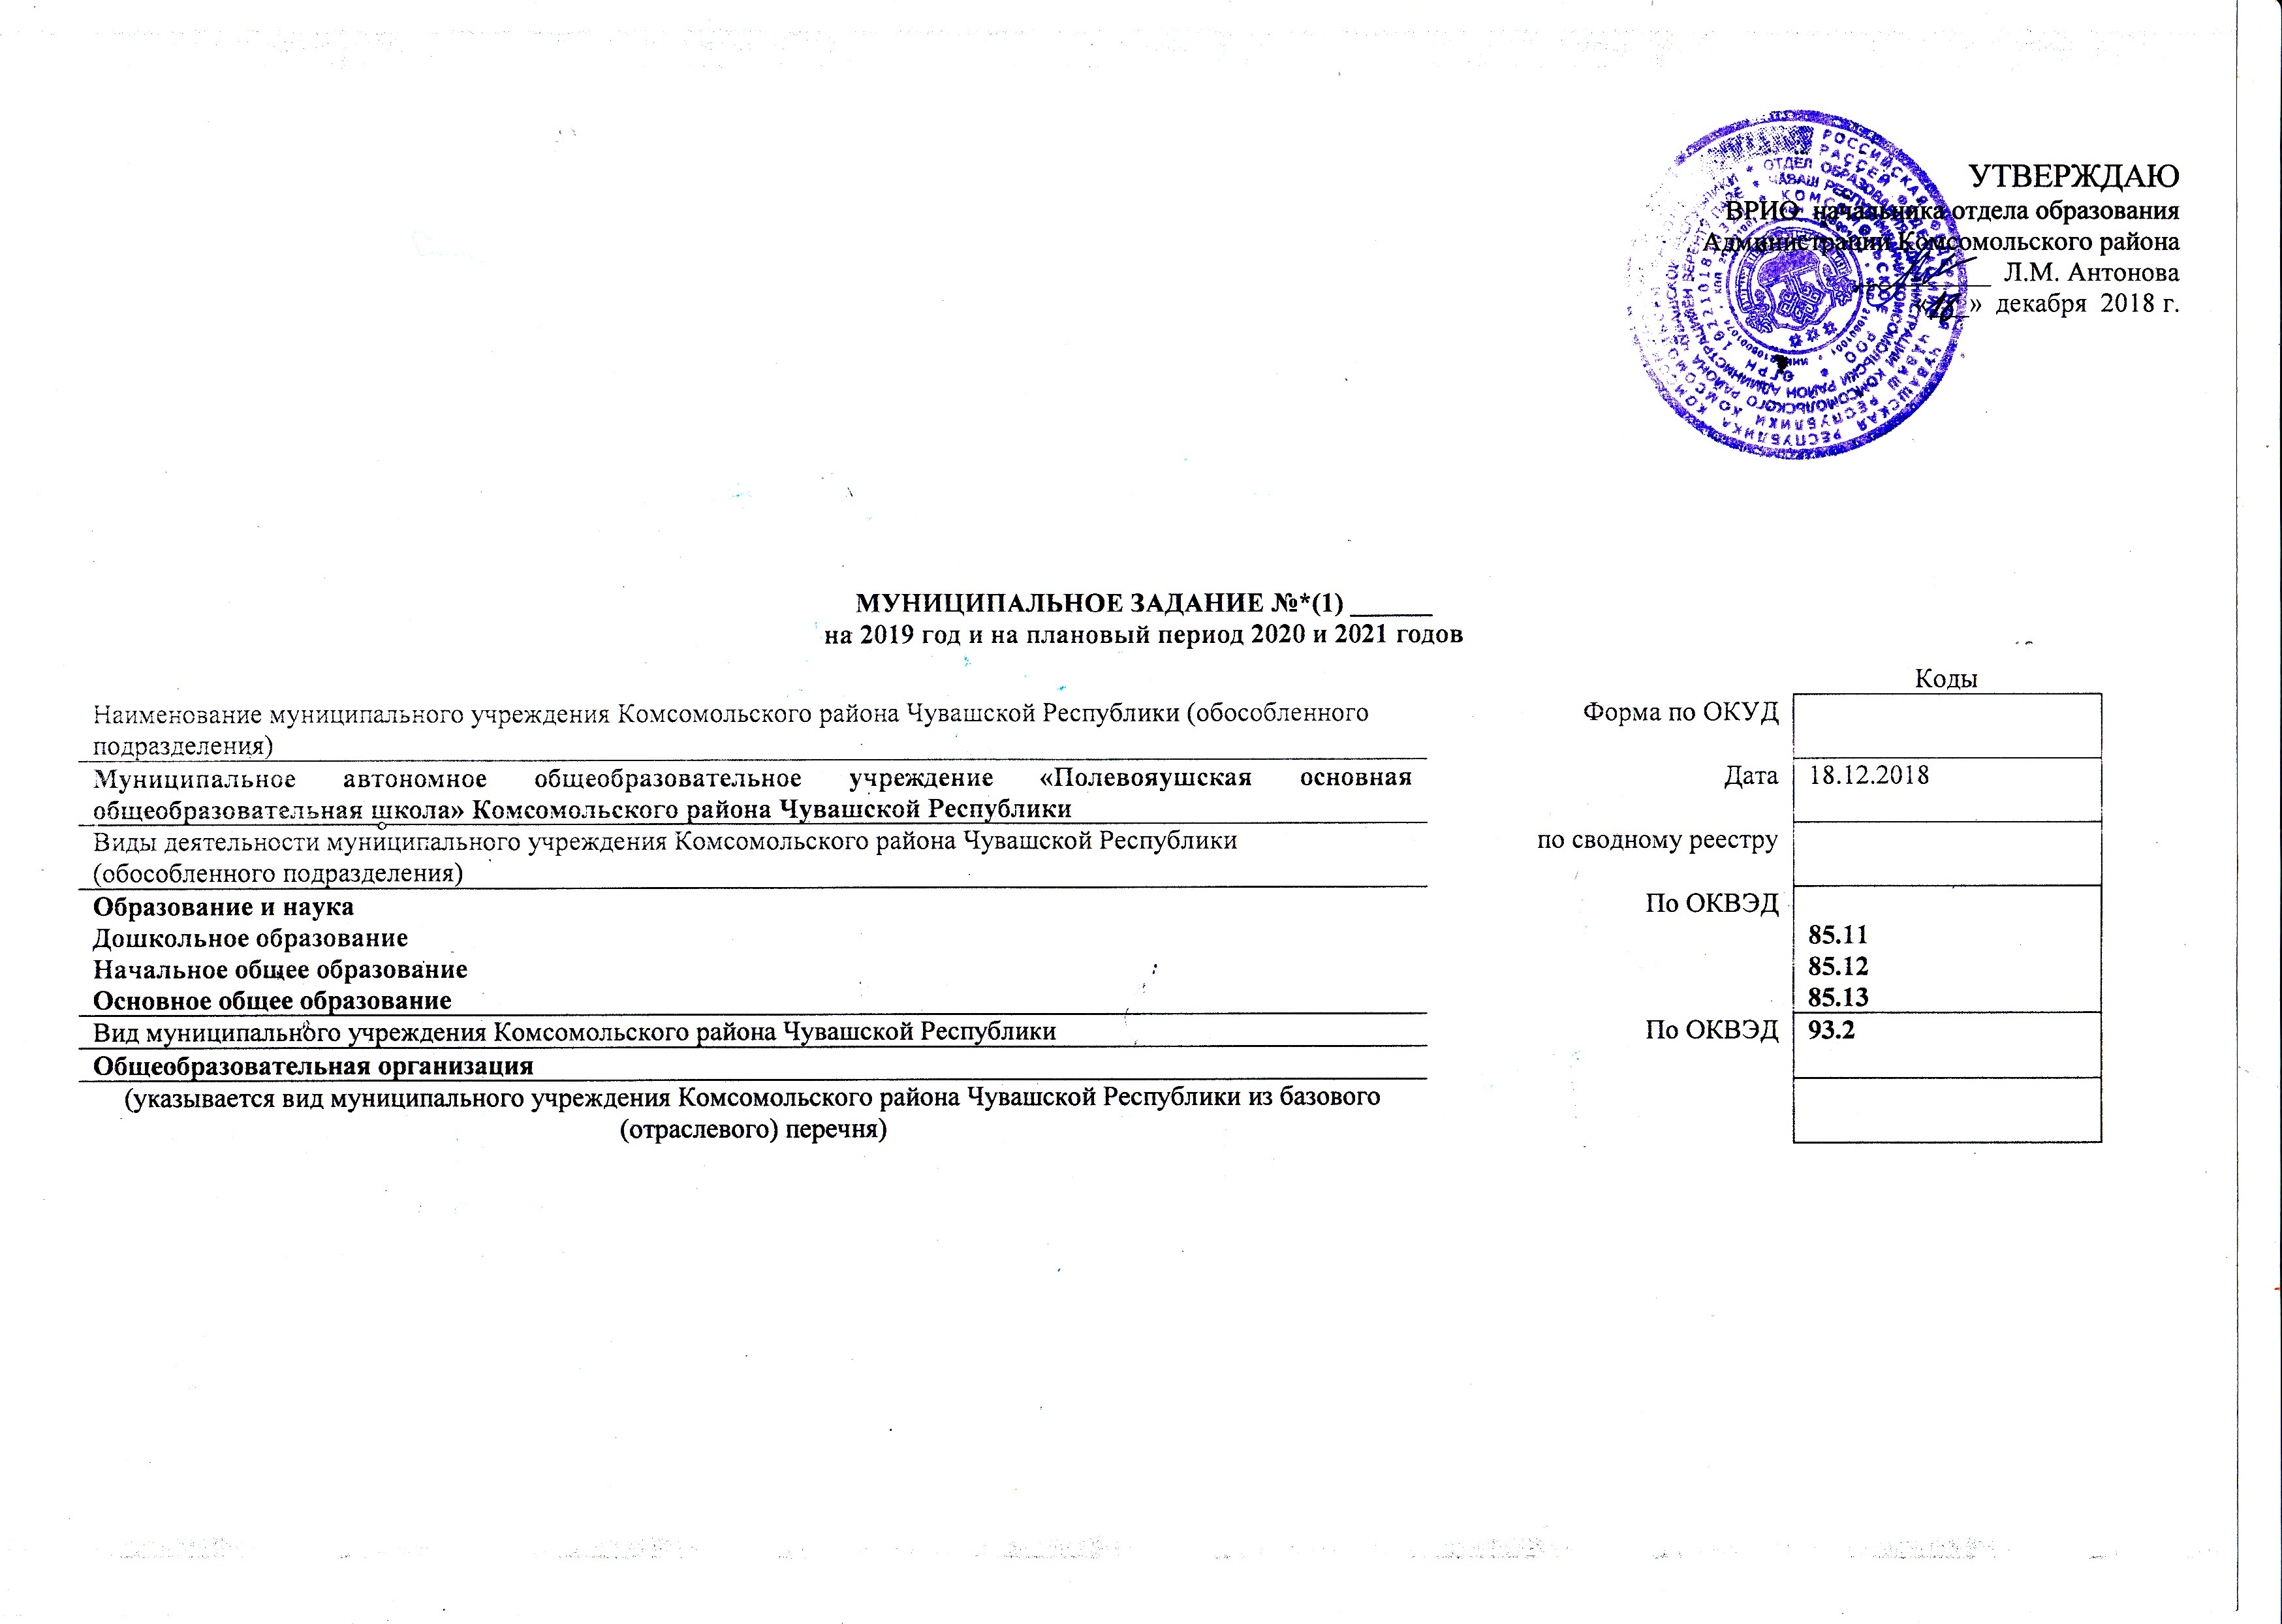 УТВЕРЖДАЮ
ВРИО начальника отдела образования
Администрации Комсомольского района
Л.М. Антонова
«18» декабря 2018 г.
МУНИЦИПАЛЬНОЕ ЗАДАНИЕ №*(1) ______
на 2019 год и на плановый период 2020 и 2021 годов
Коды
Наименование муниципального учреждения Комсомольского района Чувашской Республики (обособленного
подразделения)
Форма по ОКУД
Муниципальное автономное общеобразовательное учреждение «Полевояушская основная
общеобразовательная школа» Комсомольского района Чувашской Республики
Дата 18.12.2018
Виды деятельности муниципального учреждения Комсомольского района Чувашской Республики
(обособленного подразделения)
по сводному реестру
Образование и наука По ОКВЭД
Дошкольное образование 85.11
Начальное общее образование 85.12
Основное общее образование 85.13
Вид муниципального учреждения Комсомольского района Чувашской Республики По ОКВЭД 93.2
Общеобразовательная организация
(указывается вид муниципального учреждения Комсомольского района Чувашской Республики из базового
(отраслевого) перечня)